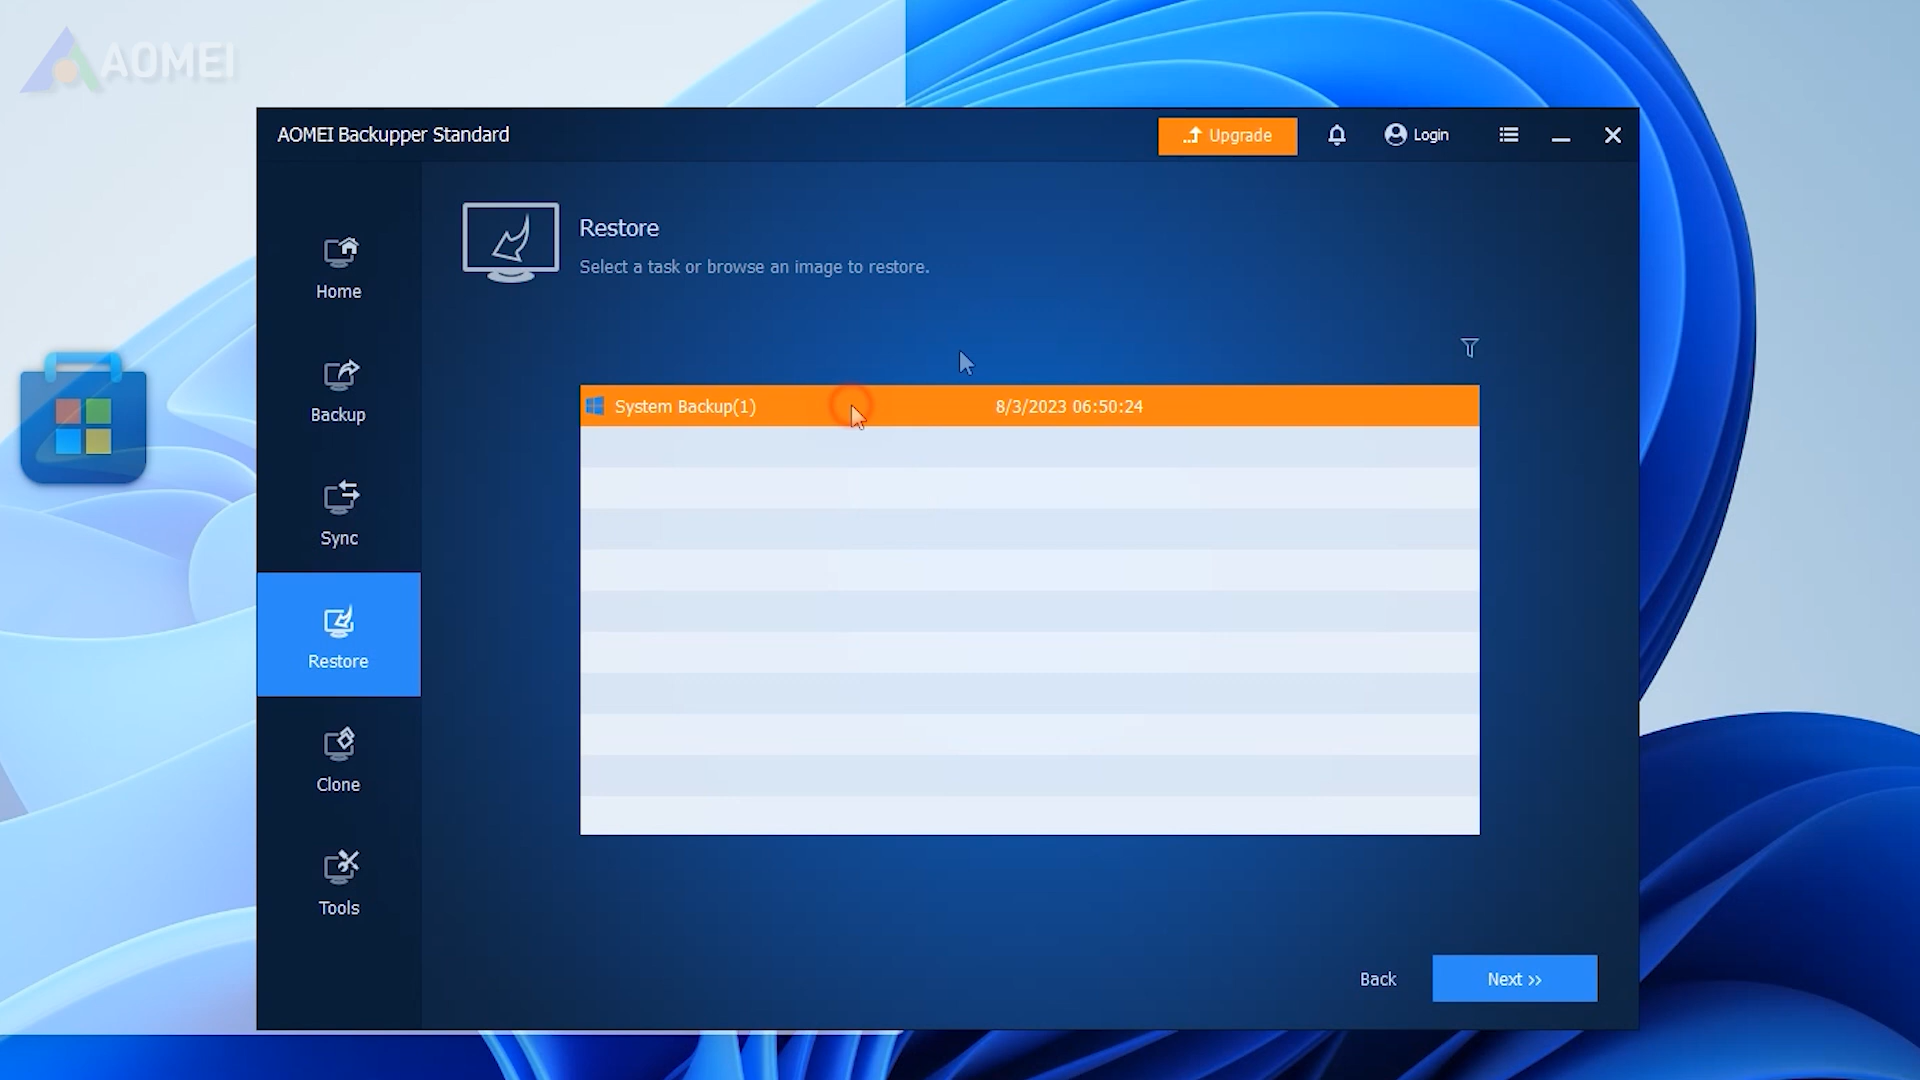 AOMEI
AOMEI Backupper Standard
Upgrade
Login
Home
Backup
Sync
Restore
Clone
Tools
Restore
Select a task or browse an image to restore.
System Backup(1) 8/3/2023 06:50:24
Back
Next >>